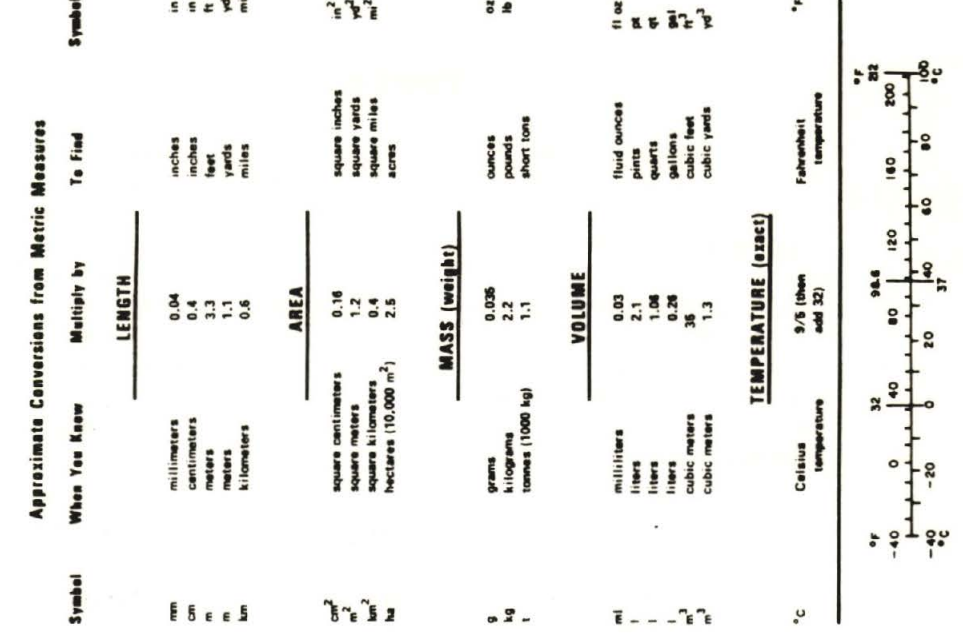 Approximate Conversions from Metric Measures
Symbol When You Know Multiply by To Find Symbol
LENGTH
mm millimeters 0.04 inches in
cm centimeters 0.4 inches in
m meters 3.3 feet ft
m meters 1.1 yards yd
km kilometers 0.6 miles mi
AREA
cm² square centimeters 0.16 square inches in²
m² square meters 1.2 square yards yd²
km² square kilometers 0.4 square miles mi²
ha hectares (10,000 m²) 2.5 acres
MASS (weight)
g grams 0.035 ounces oz
kg kilograms 2.2 pounds lb
t tonnes (1000 kg) 1.1 short tons
VOLUME
ml milliliters 0.03 fluid ounces fl oz
l liters 2.1 pints pt
l liters 1.06 quarts qt
l liters 0.26 gallons gal
m³ cubic meters 35 cubic feet ft³
m³ cubic meters 1.3 cubic yards yd³
TEMPERATURE (exact)
°C Celsius 9/5 (then Fahrenheit °F
temperature add 32) temperature
°F 32 98.6 °F 212
-40 0 40 80 120 160 200
-40 -20 0 20 40 60 80 100
°C 37 °C